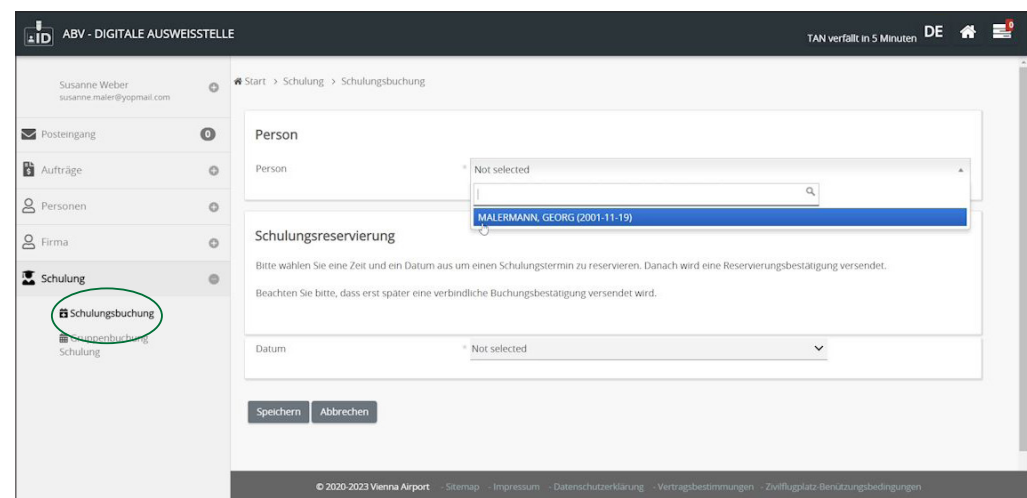 ID ABV - DIGITALE AUSWEISSTELLE
TAN verfällt in 5 Minuten DE 0
Susanne Weber
susanne.maler@yopmail.com
Posteingang 0
Aufträge
Personen
Firma
Schulung
Schulungsbuchung
Gruppenbuchung
Schulung
Start > Schulung > Schulungsbuchung
Person
Person * Not selected
MALERMANN, GEORG (2001-11-19)
Schulungsreservierung
Bitte wählen Sie eine Zeit und ein Datum aus um einen Schulungstermin zu reservieren. Danach wird eine Reservierungsbestätigung versendet.
Beachten Sie bitte, dass erst später eine verbindliche Buchungsbestätigung versendet wird.
Datum * Not selected
Speichern Abbrechen
© 2020-2023 Vienna Airport - Sitemap - Impressum - Datenschutzerklärung - Vertragsbestimmungen - Zivilflugplatz-Benützungsbedingungen